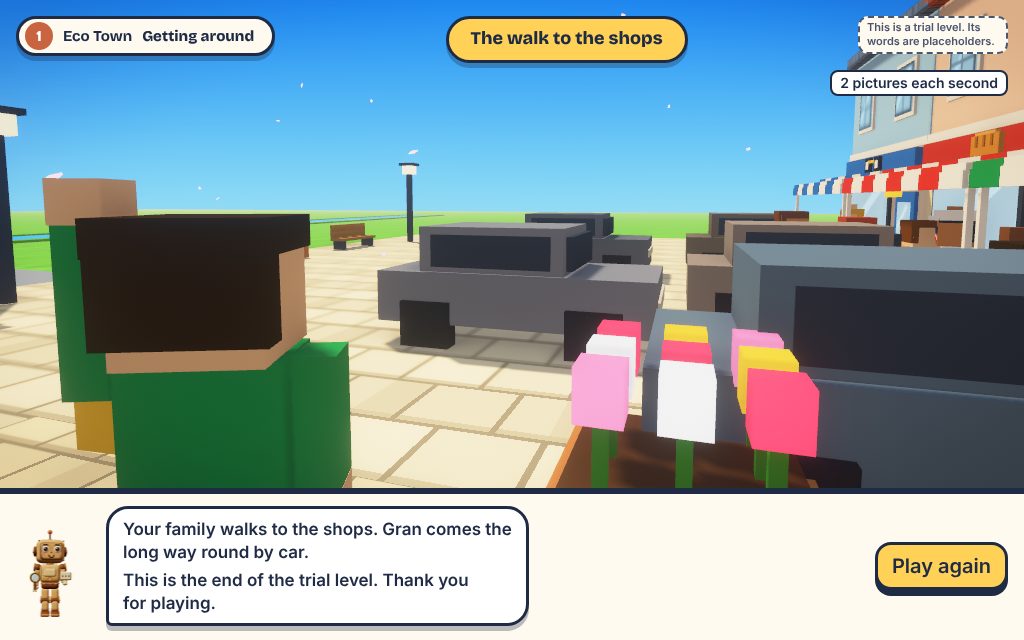 1 Eco Town Getting around
The walk to the shops
This is a trial level. Its
words are placeholders.
2 pictures each second
Your family walks to the shops. Gran comes the
long way round by car.
This is the end of the trial level. Thank you
for playing.
Play again